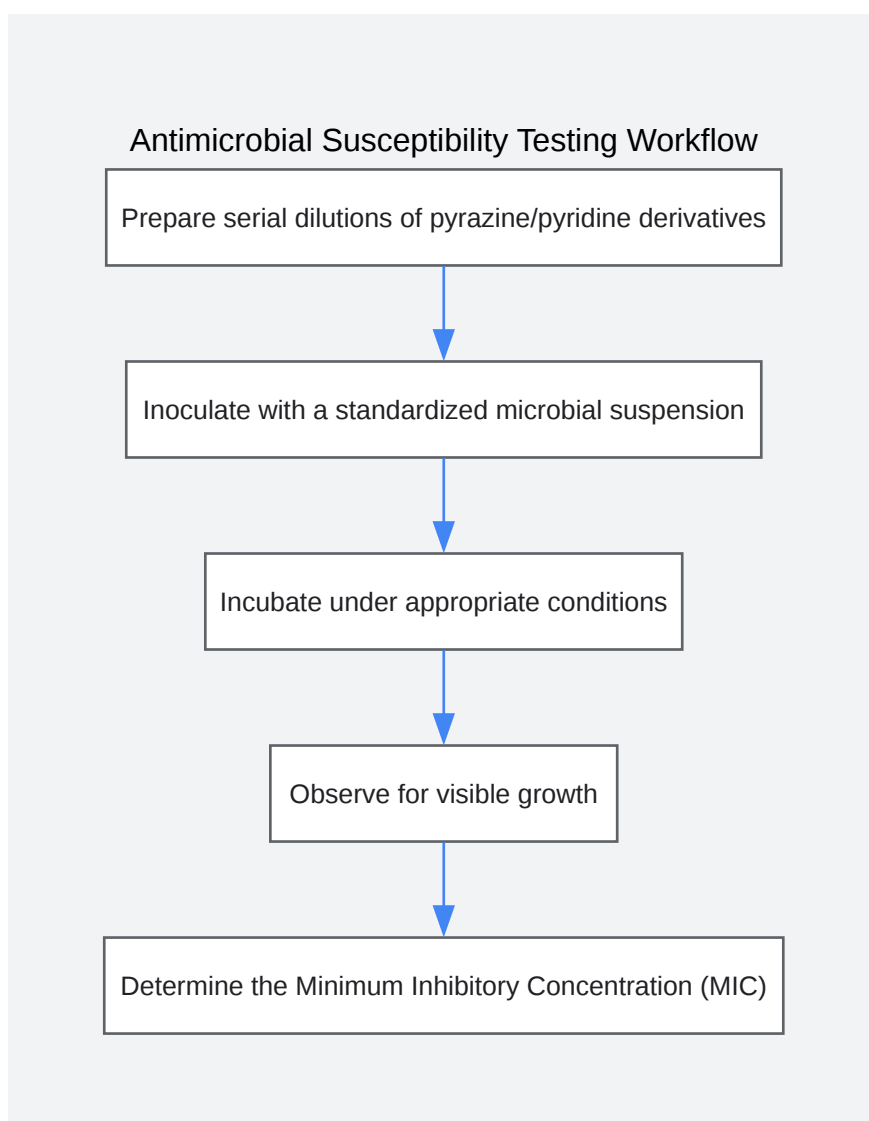 Antimicrobial Susceptibility Testing Workflow
Prepare serial dilutions of pyrazine/pyridine derivatives
Inoculate with a standardized microbial suspension
Incubate under appropriate conditions
Observe for visible growth
Determine the Minimum Inhibitory Concentration (MIC)